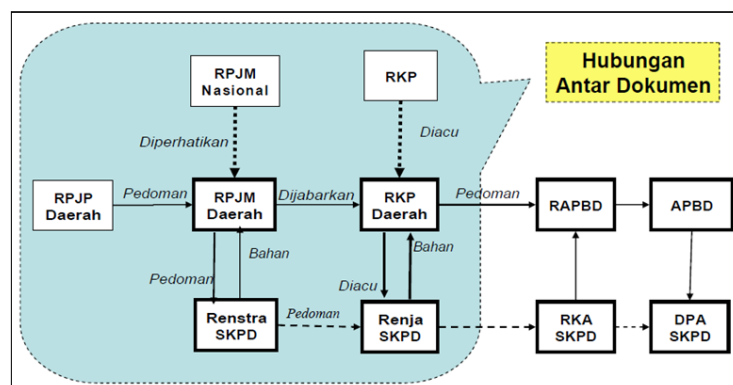 RPJM
Nasional
RKP
Hubungan
Antar Dokumen
Diperhatikan
Diacu
RPJP
Daerah
Pedoman
RPJM
Daerah
Dijabarkan
RKP
Daerah
Pedoman
RAPBD
APBD
Pedoman
Bahan
Diacu
Bahan
Renstra
SKPD
Pedoman
Renja
SKPD
RKA
SKPD
DPA
SKPD